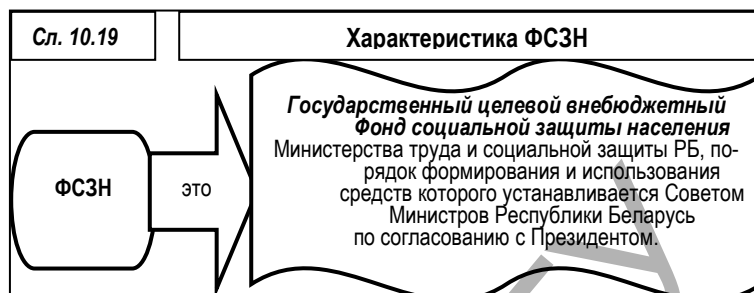 Сл. 10.19
Характеристика ФСЗН
ФСЗН
это
Государственный целевой внебюджетный
Фонд социальной защиты населения
Министерства труда и социальной защиты РБ, по-
рядок формирования и использования
средств которого устанавливается Советом
Министров Республики Беларусь
по согласованию с Президентом.